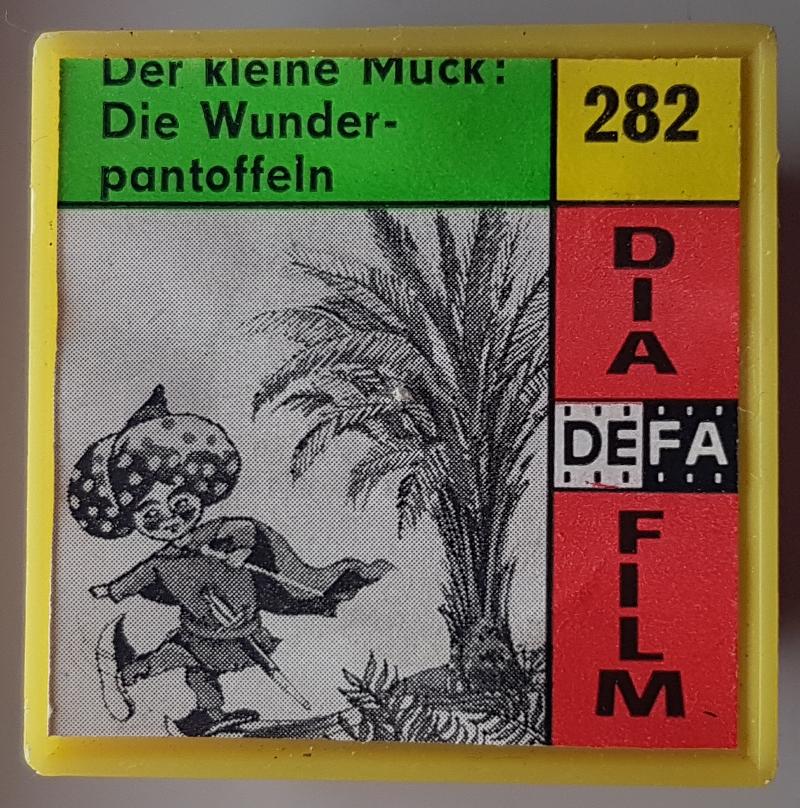 Der kleine Muck:
Die Wunder-
pantoffeln
282
DIA
DEFA
FILM